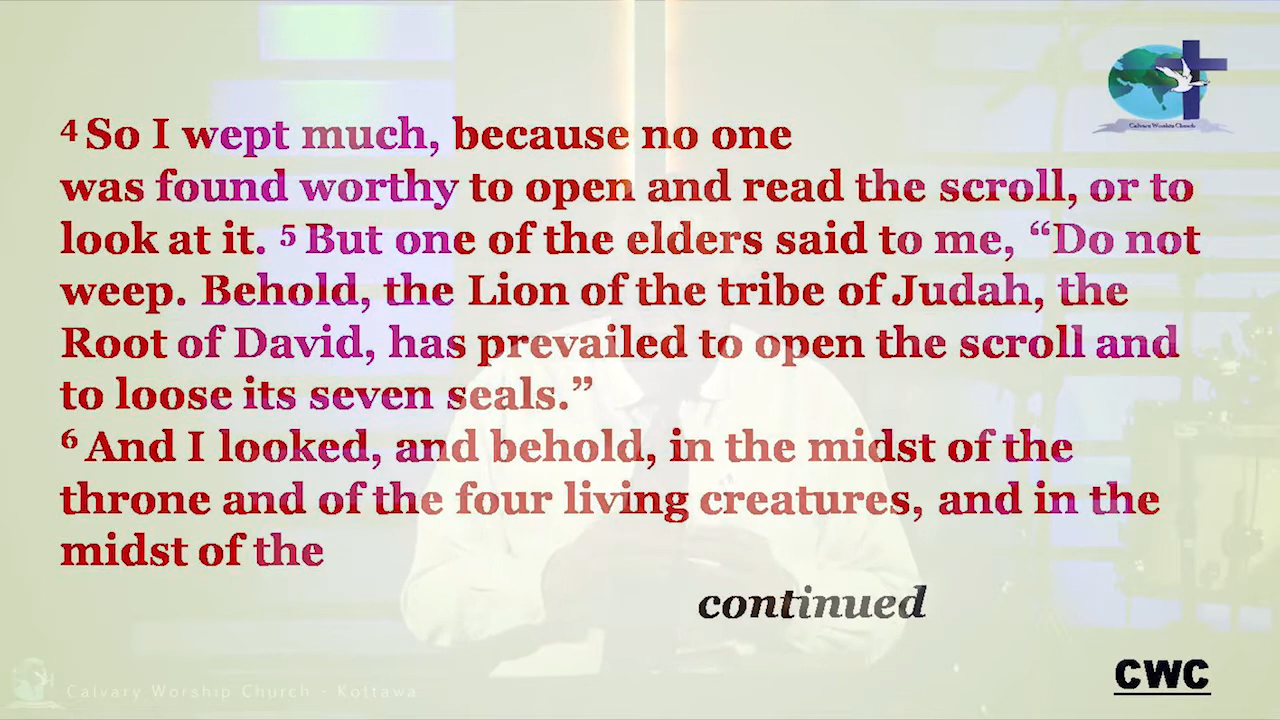 Calvary Worship Church
4 So I wept much, because no one
was found worthy to open and read the scroll, or to
look at it. 5 But one of the elders said to me, “Do not
weep. Behold, the Lion of the tribe of Judah, the
Root of David, has prevailed to open the scroll and
to loose its seven seals.”
6 And I looked, and behold, in the midst of the
throne and of the four living creatures, and in the
midst of the
continued
CWC
Calvary Worship Church - Kottawa